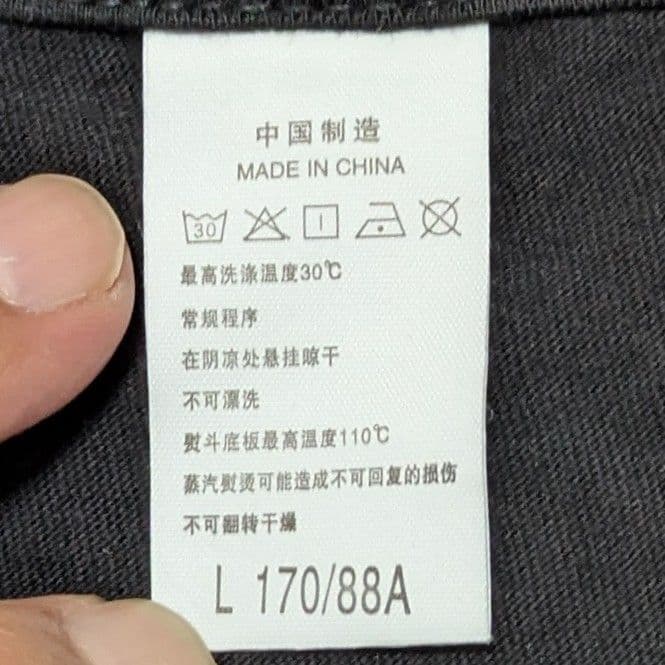 中国制造
MADE IN CHINA
30
最高洗涤温度30℃
常规程序
在阴凉处悬挂晾干
不可漂洗
熨斗底板最高温度110℃
蒸汽熨烫可能造成不可回复的损伤
不可翻转干燥
L 170/88A